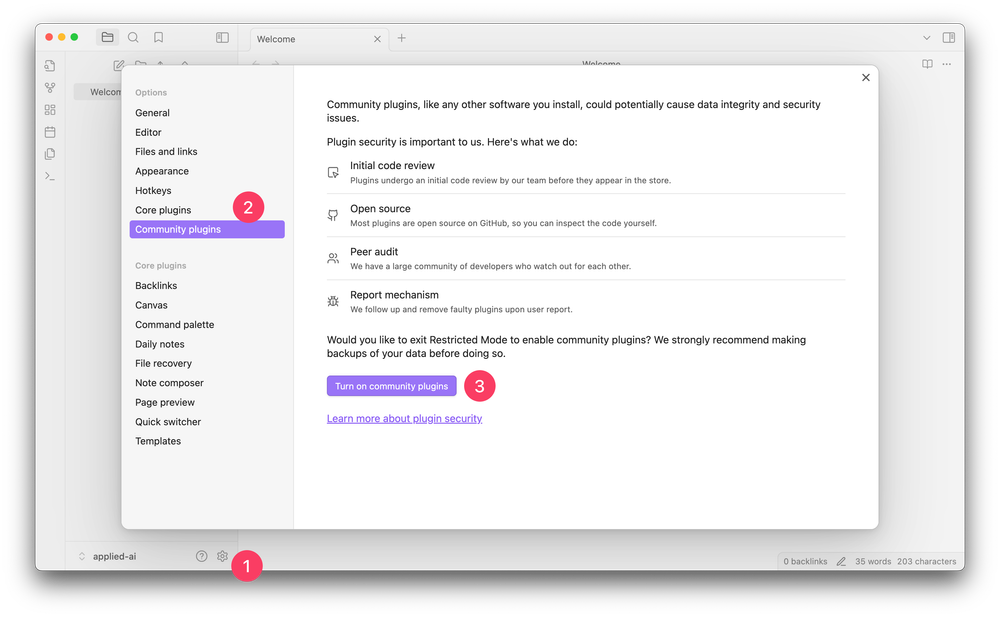 Welcome
Welcome
Welcom
Options
General
Editor
Files and links
Appearance
Hotkeys
Core plugins
2
Community plugins
Core plugins
Backlinks
Canvas
Command palette
Daily notes
File recovery
Note composer
Page preview
Quick switcher
Templates
Community plugins, like any other software you install, could potentially cause data integrity and security
issues.
Plugin security is important to us. Here's what we do:
Initial code review
Plugins undergo an initial code review by our team before they appear in the store.
Open source
Most plugins are open source on GitHub, so you can inspect the code yourself.
Peer audit
We have a large community of developers who watch out for each other.
Report mechanism
We follow up and remove faulty plugins upon user report.
Would you like to exit Restricted Mode to enable community plugins? We strongly recommend making
backups of your data before doing so.
Turn on community plugins
3
Learn more about plugin security
applied-ai
1
0 backlinks 35 words 203 characters